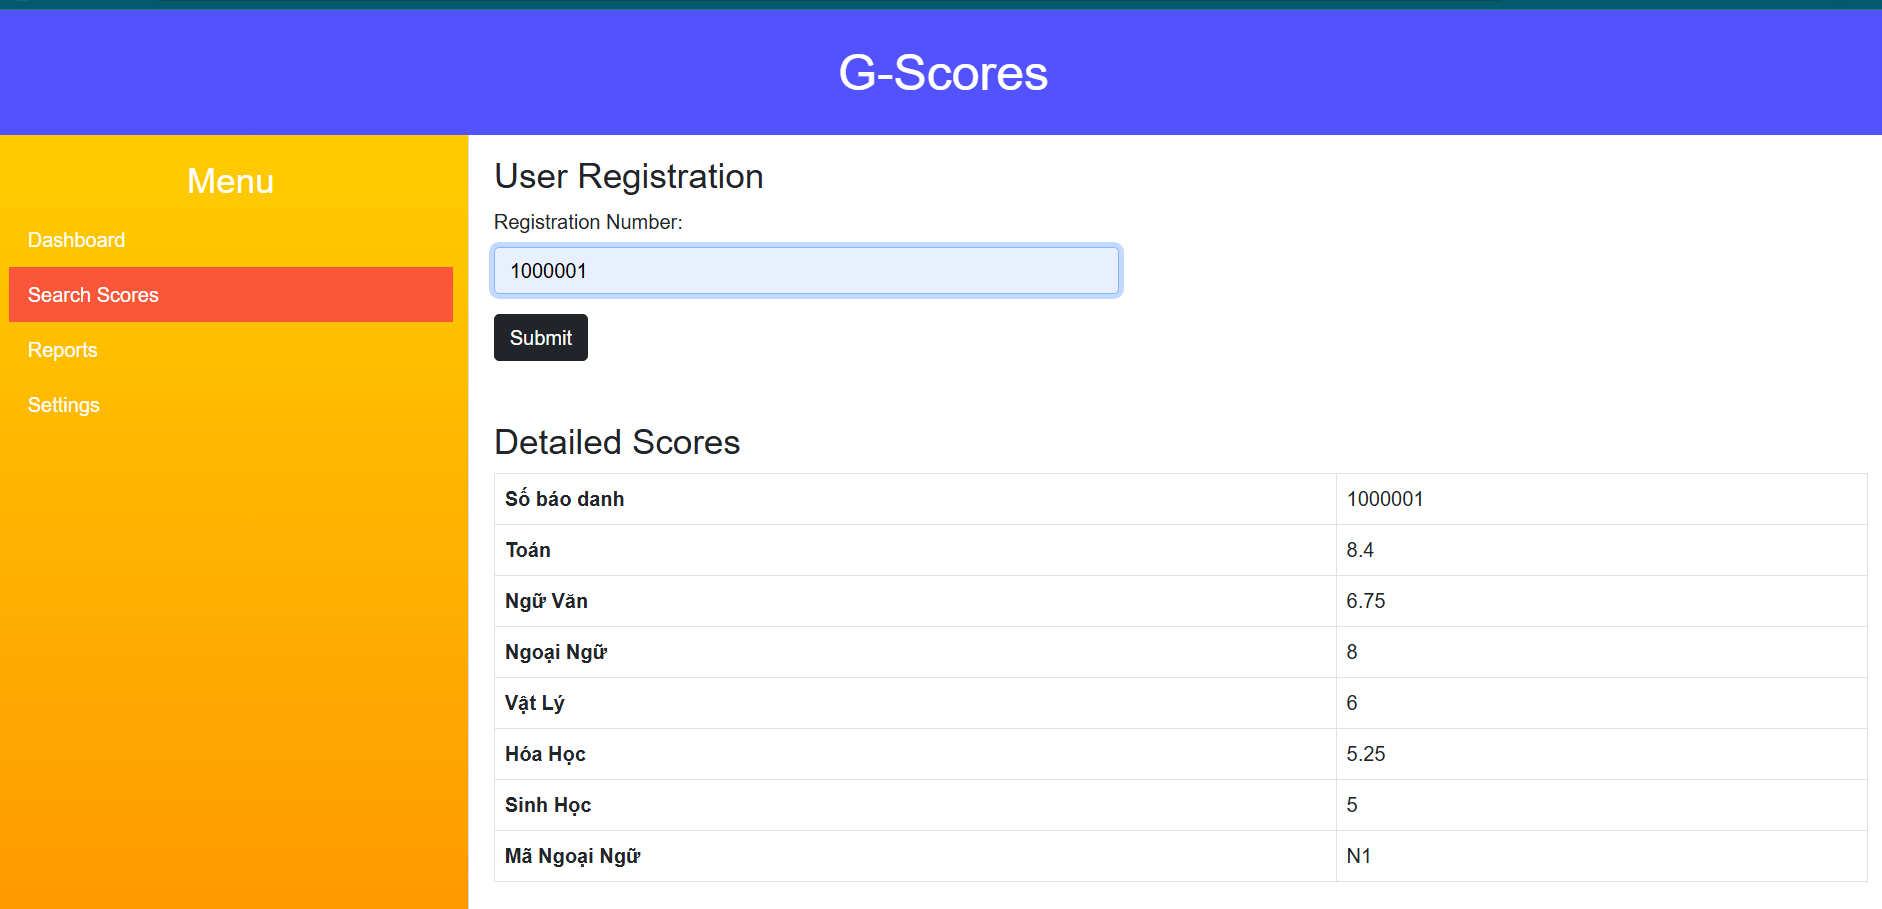 G-Scores
Menu
Dashboard
Search Scores
Reports
Settings
User Registration
Registration Number:
1000001
Submit
Detailed Scores
Số báo danh 1000001
Toán 8.4
Ngữ Văn 6.75
Ngoại Ngữ 8
Vật Lý 6
Hóa Học 5.25
Sinh Học 5
Mã Ngoại Ngữ N1